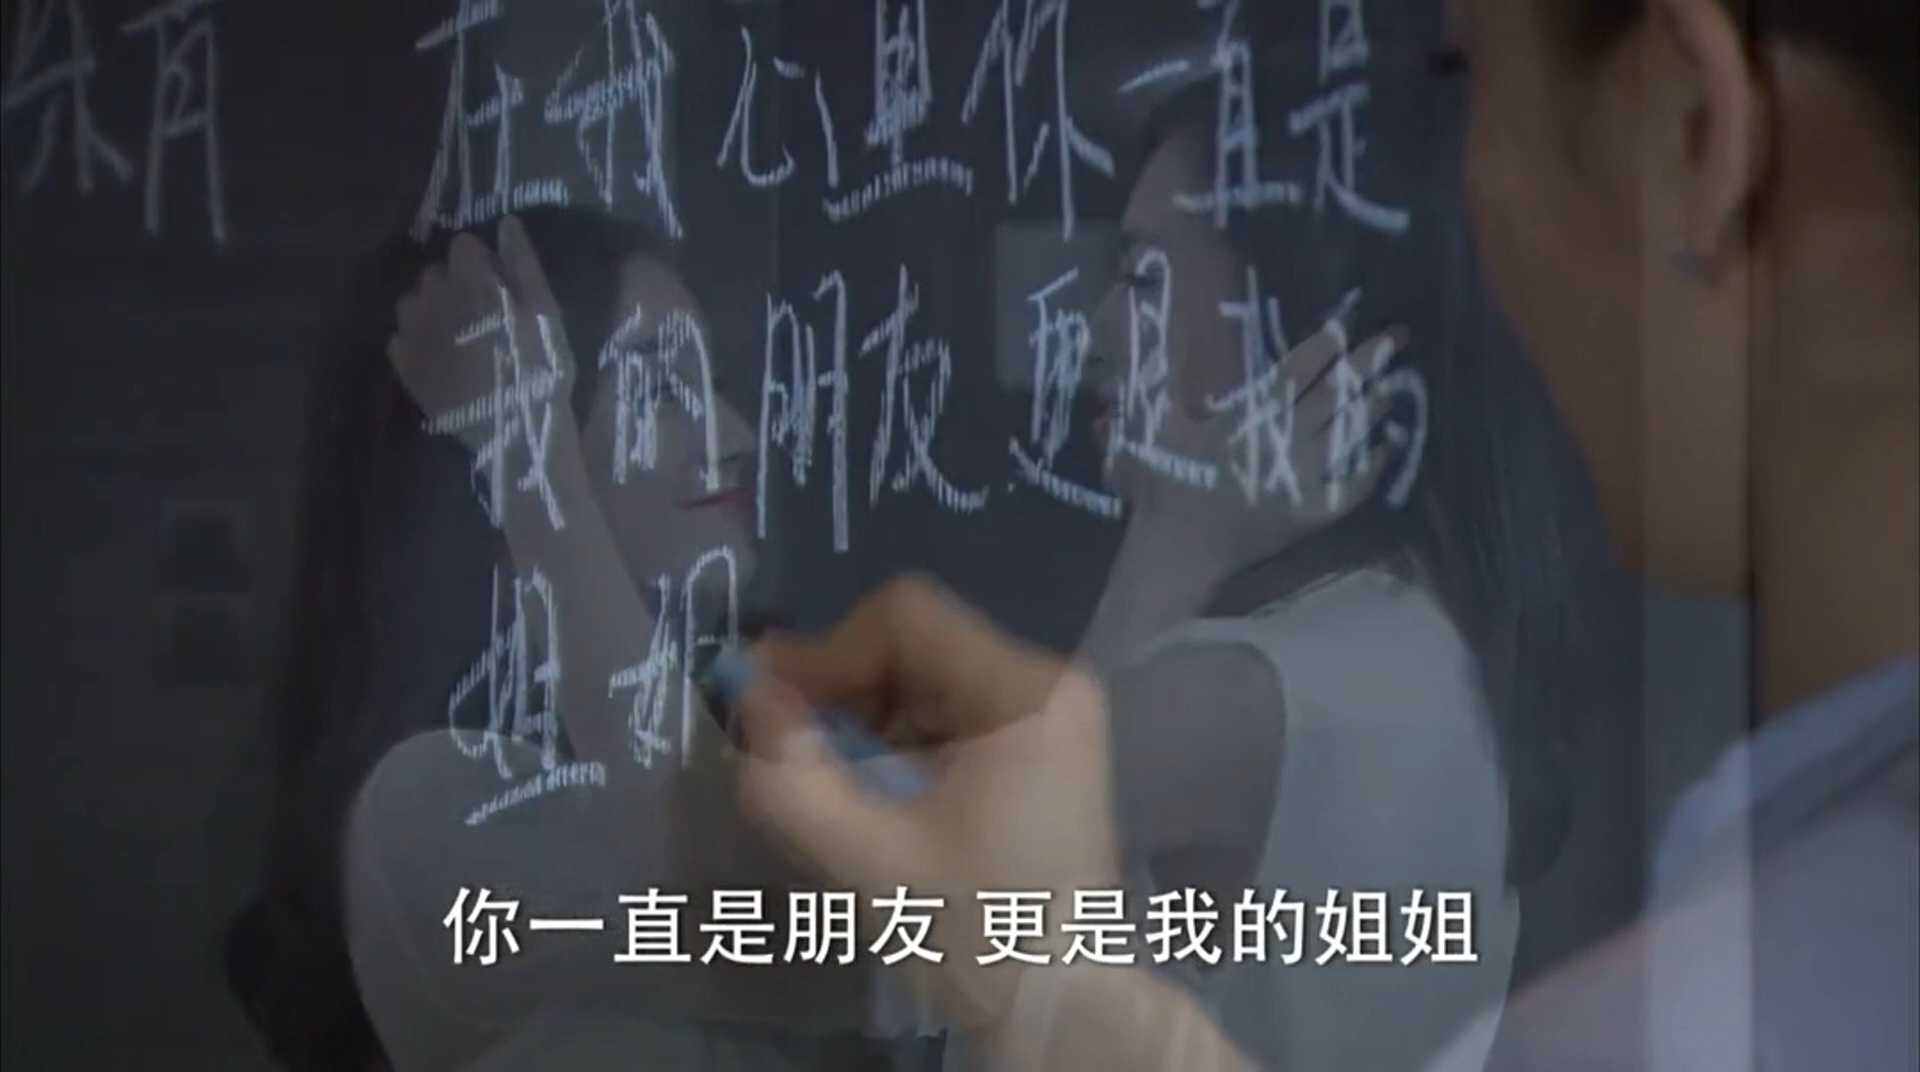 在我心里你一直是
我的朋友更是我的
姐姐
你一直是朋友 更是我的姐姐